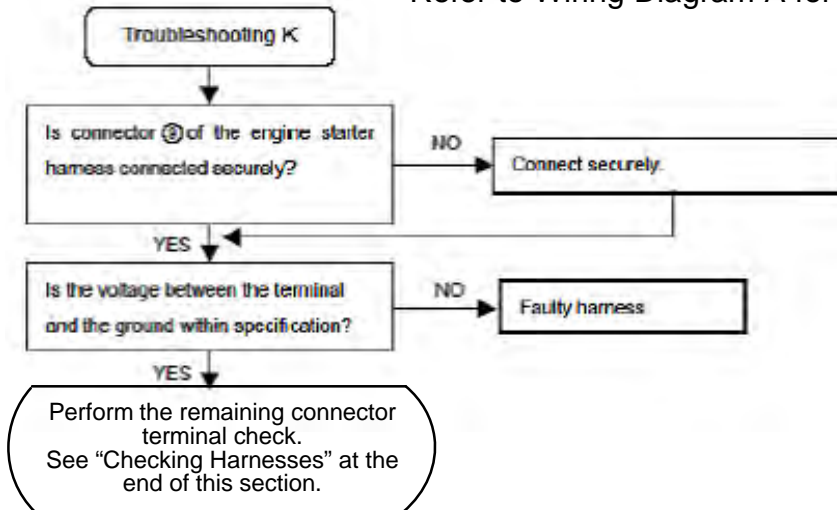 Refer to Wiring Diagram A for
Troubleshooting K
Is connector ③ of the engine starter
harness connected securely?
NO
Connect securely.
YES
Is the voltage between the terminal
and the ground within specification?
NO
Faulty harness
YES
Perform the remaining connector
terminal check.
See “Checking Harnesses” at the
end of this section.